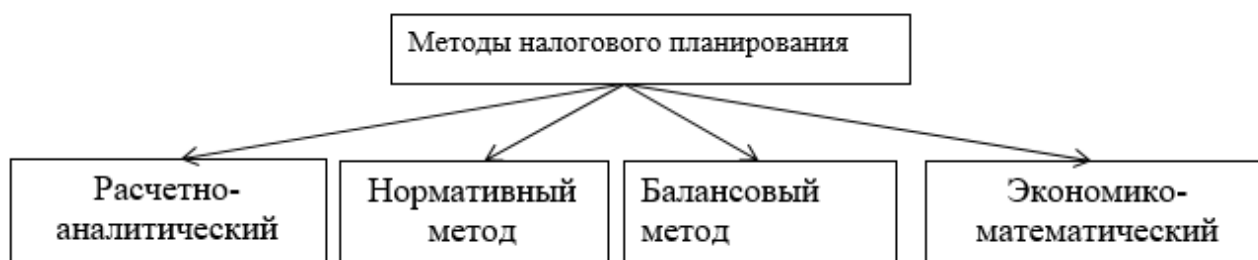 Методы налогового планирования
Расчетно-
аналитический
Нормативный
метод
Балансовый
метод
Экономико-
математический